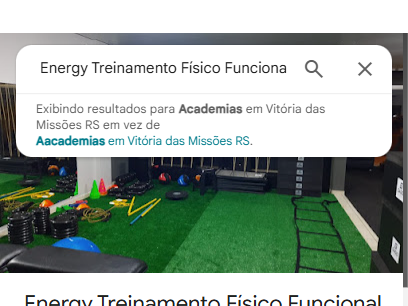 Energy Treinamento Físico Funciona
Exibindo resultados para Academias em Vitória das
Missões RS em vez de
Aacademias em Vitória das Missões RS.
Energy Treinamento Físico Funcional